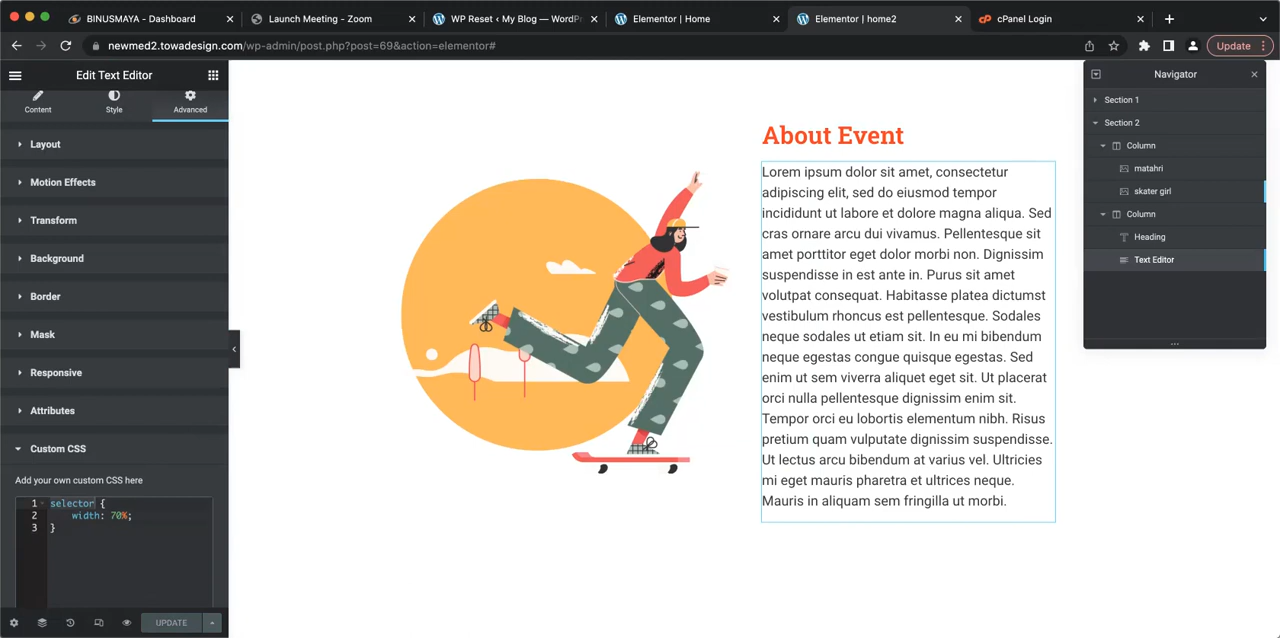 BINUSMAYA - Dashboard
Launch Meeting - Zoom
WP Reset ‹ My Blog — WordPr
Elementor | Home
Elementor | home2
cPanel Login
newmed2.towadesign.com/wp-admin/post.php?post=69&action=elementor#
Update
Edit Text Editor
Content
Style
Advanced
Layout
Motion Effects
Transform
Background
Border
Mask
Responsive
Attributes
Custom CSS
Add your own custom CSS here
1 selector {
2 width: 70%;
3 }
UPDATE
About Event
Lorem ipsum dolor sit amet, consectetur
adipiscing elit, sed do eiusmod tempor
incididunt ut labore et dolore magna aliqua. Sed
cras ornare arcu dui vivamus. Pellentesque sit
amet porttitor eget dolor morbi non. Dignissim
suspendisse in est ante in. Purus sit amet
volutpat consequat. Habitasse platea dictumst
vestibulum rhoncus est pellentesque. Sodales
neque sodales ut etiam sit. In eu mi bibendum
neque egestas congue quisque egestas. Sed
enim ut sem viverra aliquet eget sit. Ut placerat
orci nulla pellentesque dignissim enim sit.
Tempor orci eu lobortis elementum nibh. Risus
pretium quam vulputate dignissim suspendisse.
Ut lectus arcu bibendum at varius vel. Ultricies
mi eget mauris pharetra et ultrices neque.
Mauris in aliquam sem fringilla ut morbi.
Navigator
Section 1
Section 2
Column
matahri
skater girl
Column
Heading
Text Editor